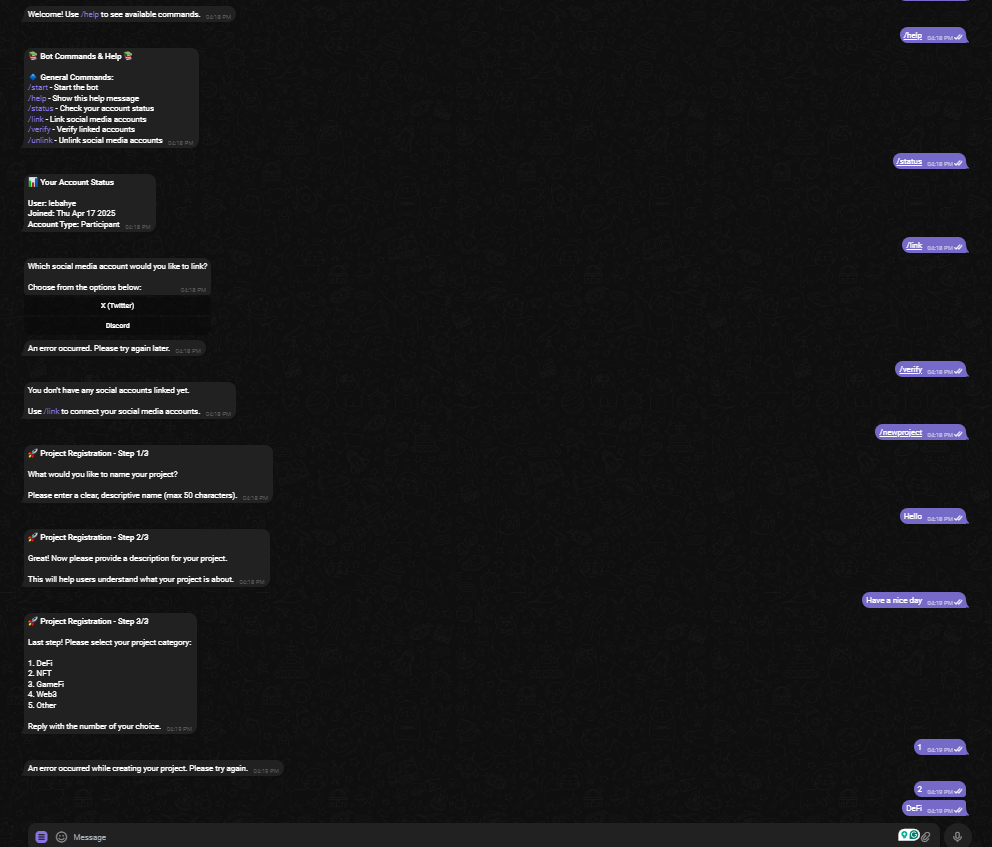 Welcome! Use /help to see available commands. 04:18 PM
/help 04:18 PM
📚 Bot Commands & Help 📚
🔹 General Commands:
/start - Start the bot
/help - Show this help message
/status - Check your account status
/link - Link social media accounts
/verify - Verify linked accounts
/unlink - Unlink social media accounts 04:18 PM
/status 04:18 PM
📊 Your Account Status
User: lebahye
Joined: Thu Apr 17 2025
Account Type: Participant 04:18 PM
/link 04:18 PM
Which social media account would you like to link?
Choose from the options below: 04:18 PM
X (Twitter)
Discord
An error occurred. Please try again later. 04:18 PM
/verify 04:18 PM
You don't have any social accounts linked yet.
Use /link to connect your social media accounts. 04:18 PM
/newproject 04:18 PM
🚀 Project Registration - Step 1/3
What would you like to name your project?
Please enter a clear, descriptive name (max 50 characters). 04:18 PM
Hello 04:18 PM
🚀 Project Registration - Step 2/3
Great! Now please provide a description for your project.
This will help users understand what your project is about. 04:18 PM
Have a nice day 04:19 PM
🚀 Project Registration - Step 3/3
Last step! Please select your project category:
1. DeFi
2. NFT
3. GameFi
4. Web3
5. Other
Reply with the number of your choice. 04:19 PM
1 04:19 PM
An error occurred while creating your project. Please try again. 04:19 PM
2 04:19 PM
DeFi 04:19 PM
Message